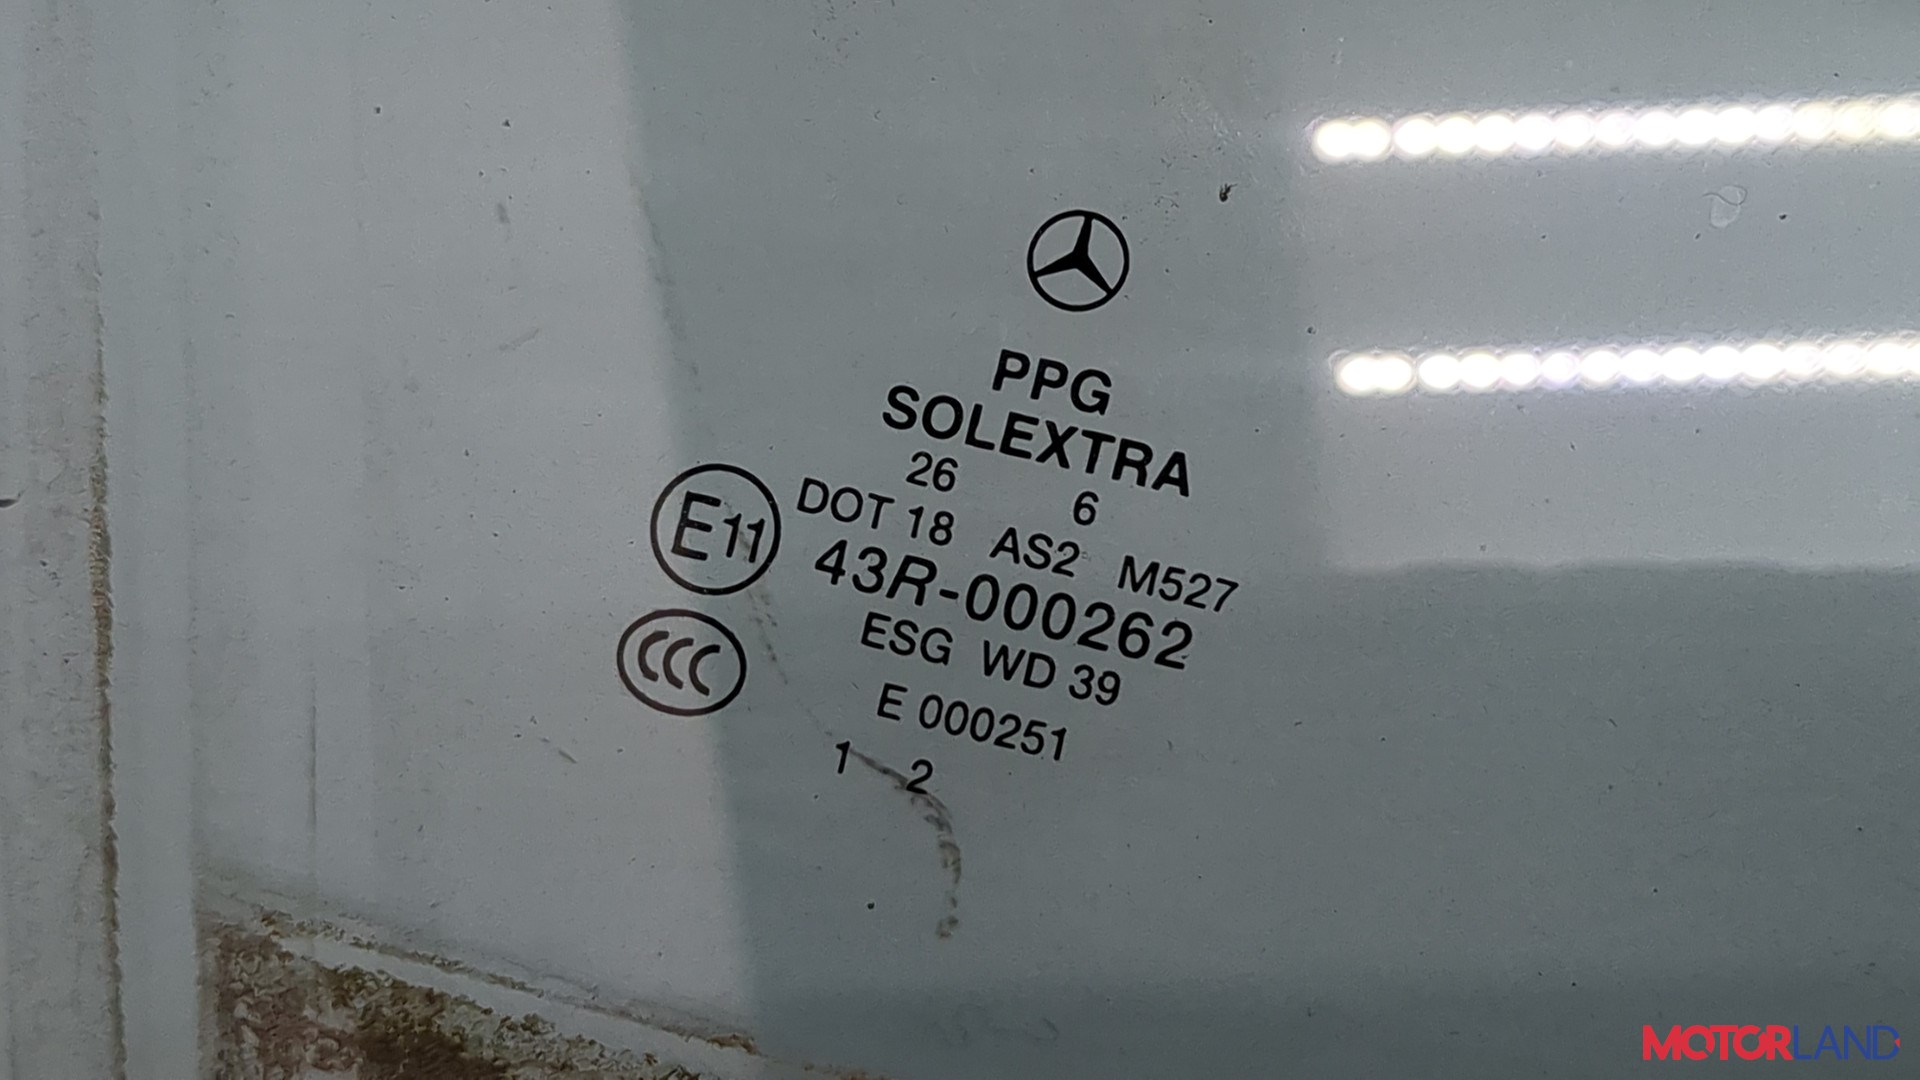 PPG
SOLEXTRA
26 6
DOT 18 AS2 M527
E11 43R-000262
CCC ESG WD 39
E 000251
1 2
MOTORLAND